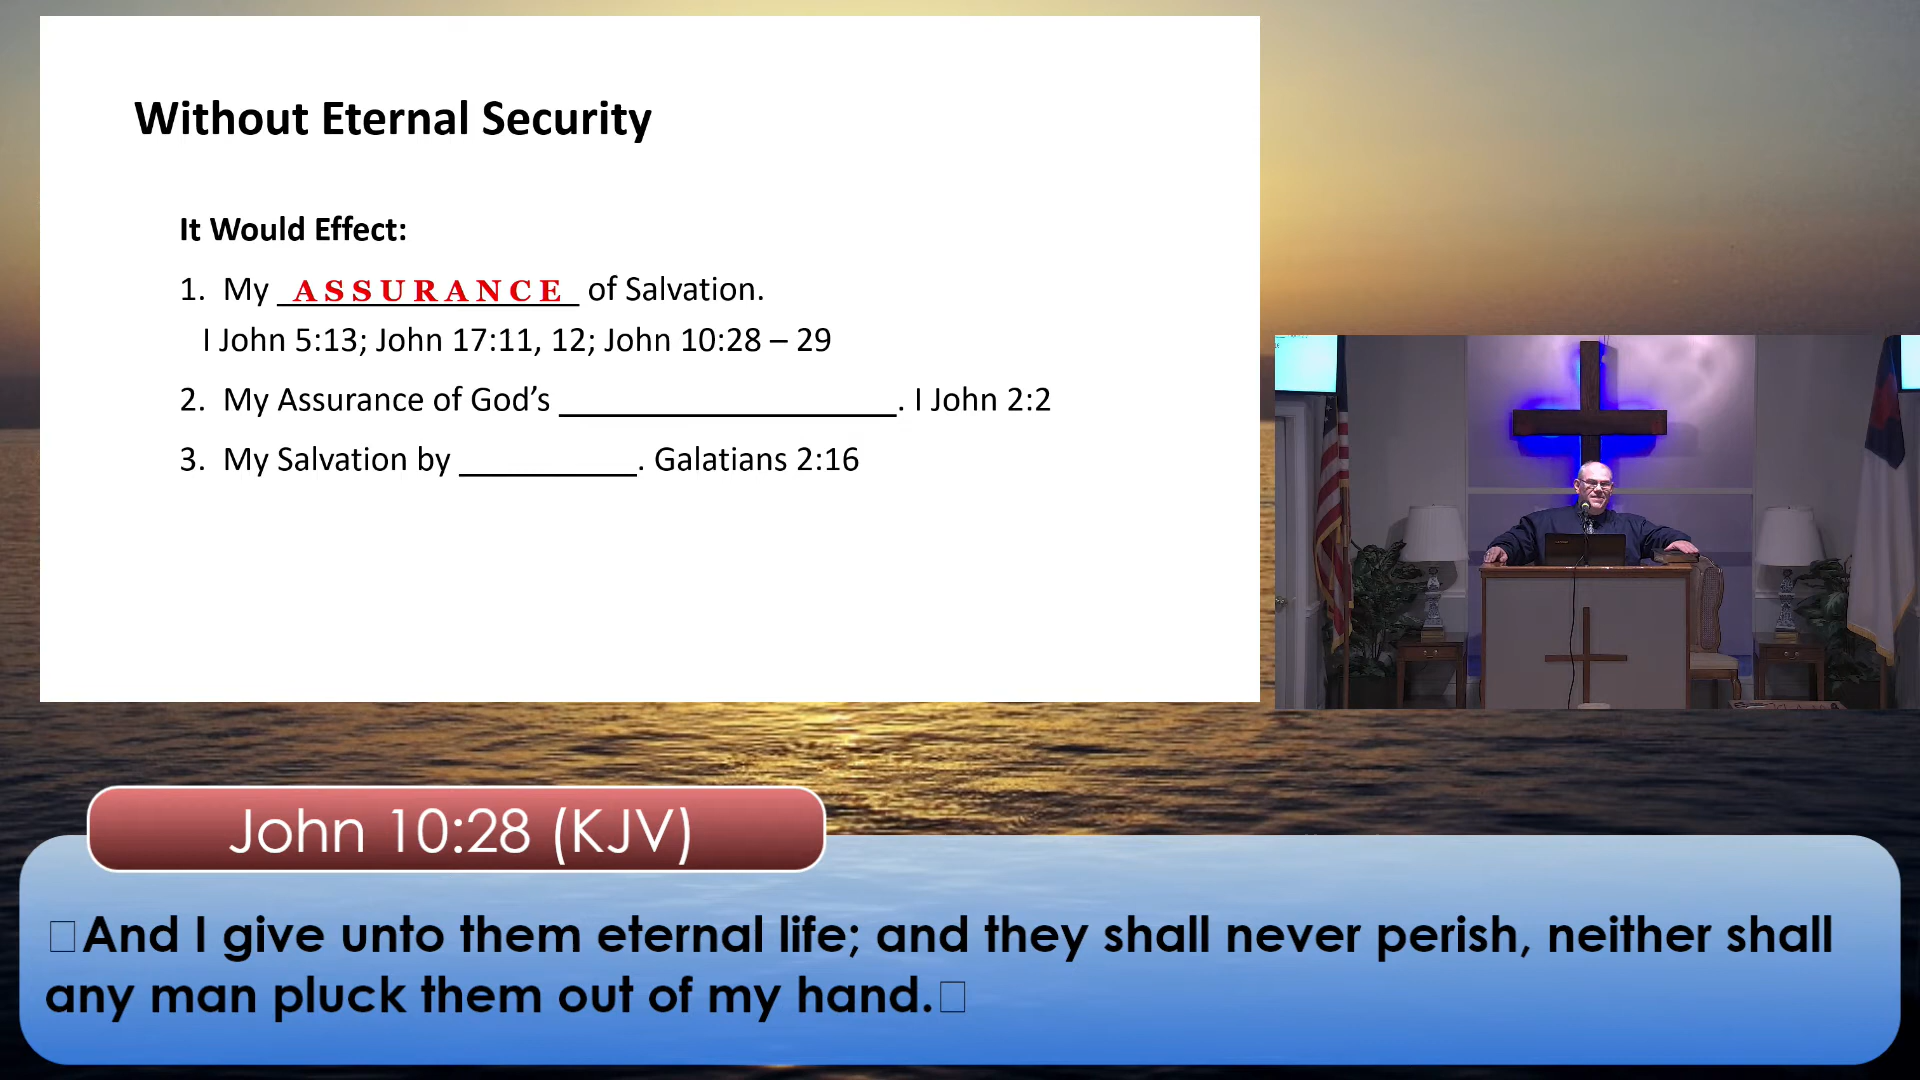 Without Eternal Security
It Would Effect:
1. My ASSURANCE of Salvation.
I John 5:13; John 17:11, 12; John 10:28 – 29
2. My Assurance of God’s ____________________. I John 2:2
3. My Salvation by __________. Galatians 2:16
John 10:28 (KJV)
□And I give unto them eternal life; and they shall never perish, neither shall
any man pluck them out of my hand.□